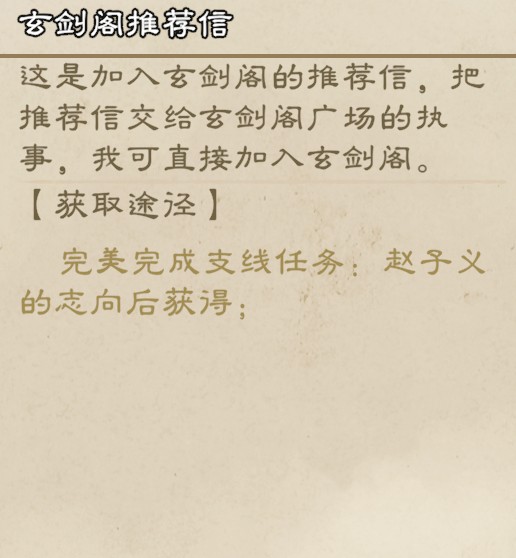 玄剑阁推荐信
这是加入玄剑阁的推荐信，把
推荐信交给玄剑阁广场的执
事，我可直接加入玄剑阁。
【获取途径】
完美完成支线任务：赵子义
的志向后获得；